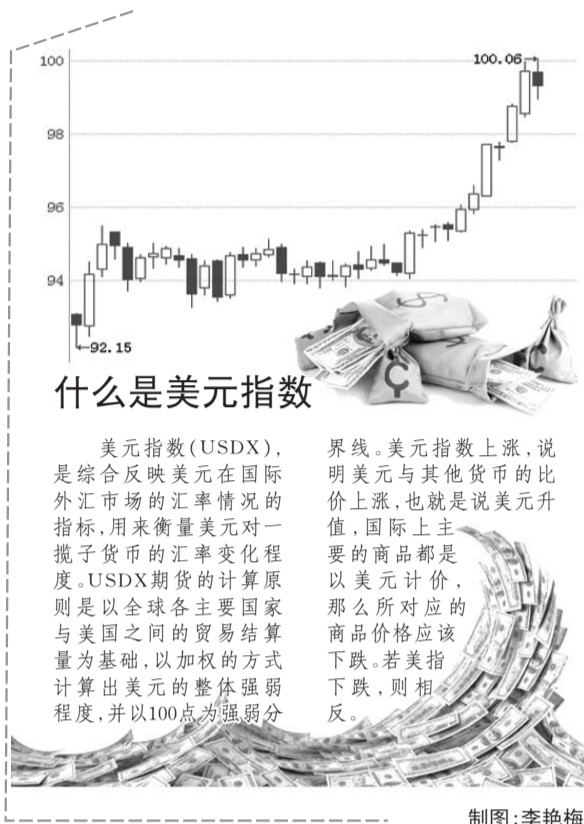 100
100.06
98
96
94
92.15
什么是美元指数
美元指数(USDX),
是综合反映美元在国际
外汇市场的汇率情况的
指标,用来衡量美元对一
揽子货币的汇率变化程
度。USDX期货的计算原
则是以全球各主要国家
与美国之间的贸易结算
量为基础,以加权的方式
计算出美元的整体强弱
程度,并以100点为强弱分
界线。美元指数上涨,说
明美元与其他货币的比
价上涨,也就是说美元升
值,国际上主
要的商品都是
以美元计价,
那么所对应的
商品价格应该
下跌。若美指
下跌,则相
反。
制图:李艳梅